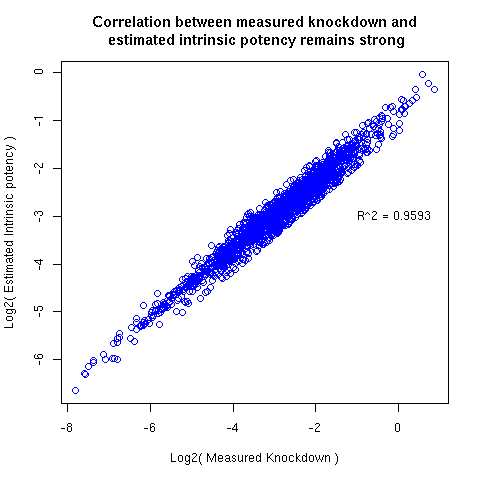 Correlation between measured knockdown and
estimated intrinsic potency remains strong
Log2( Estimated Intrinsic potency )
0
-1
-2
-3
-4
-5
-6
R^2 = 0.9593
-8
-6
-4
-2
0
Log2( Measured Knockdown )